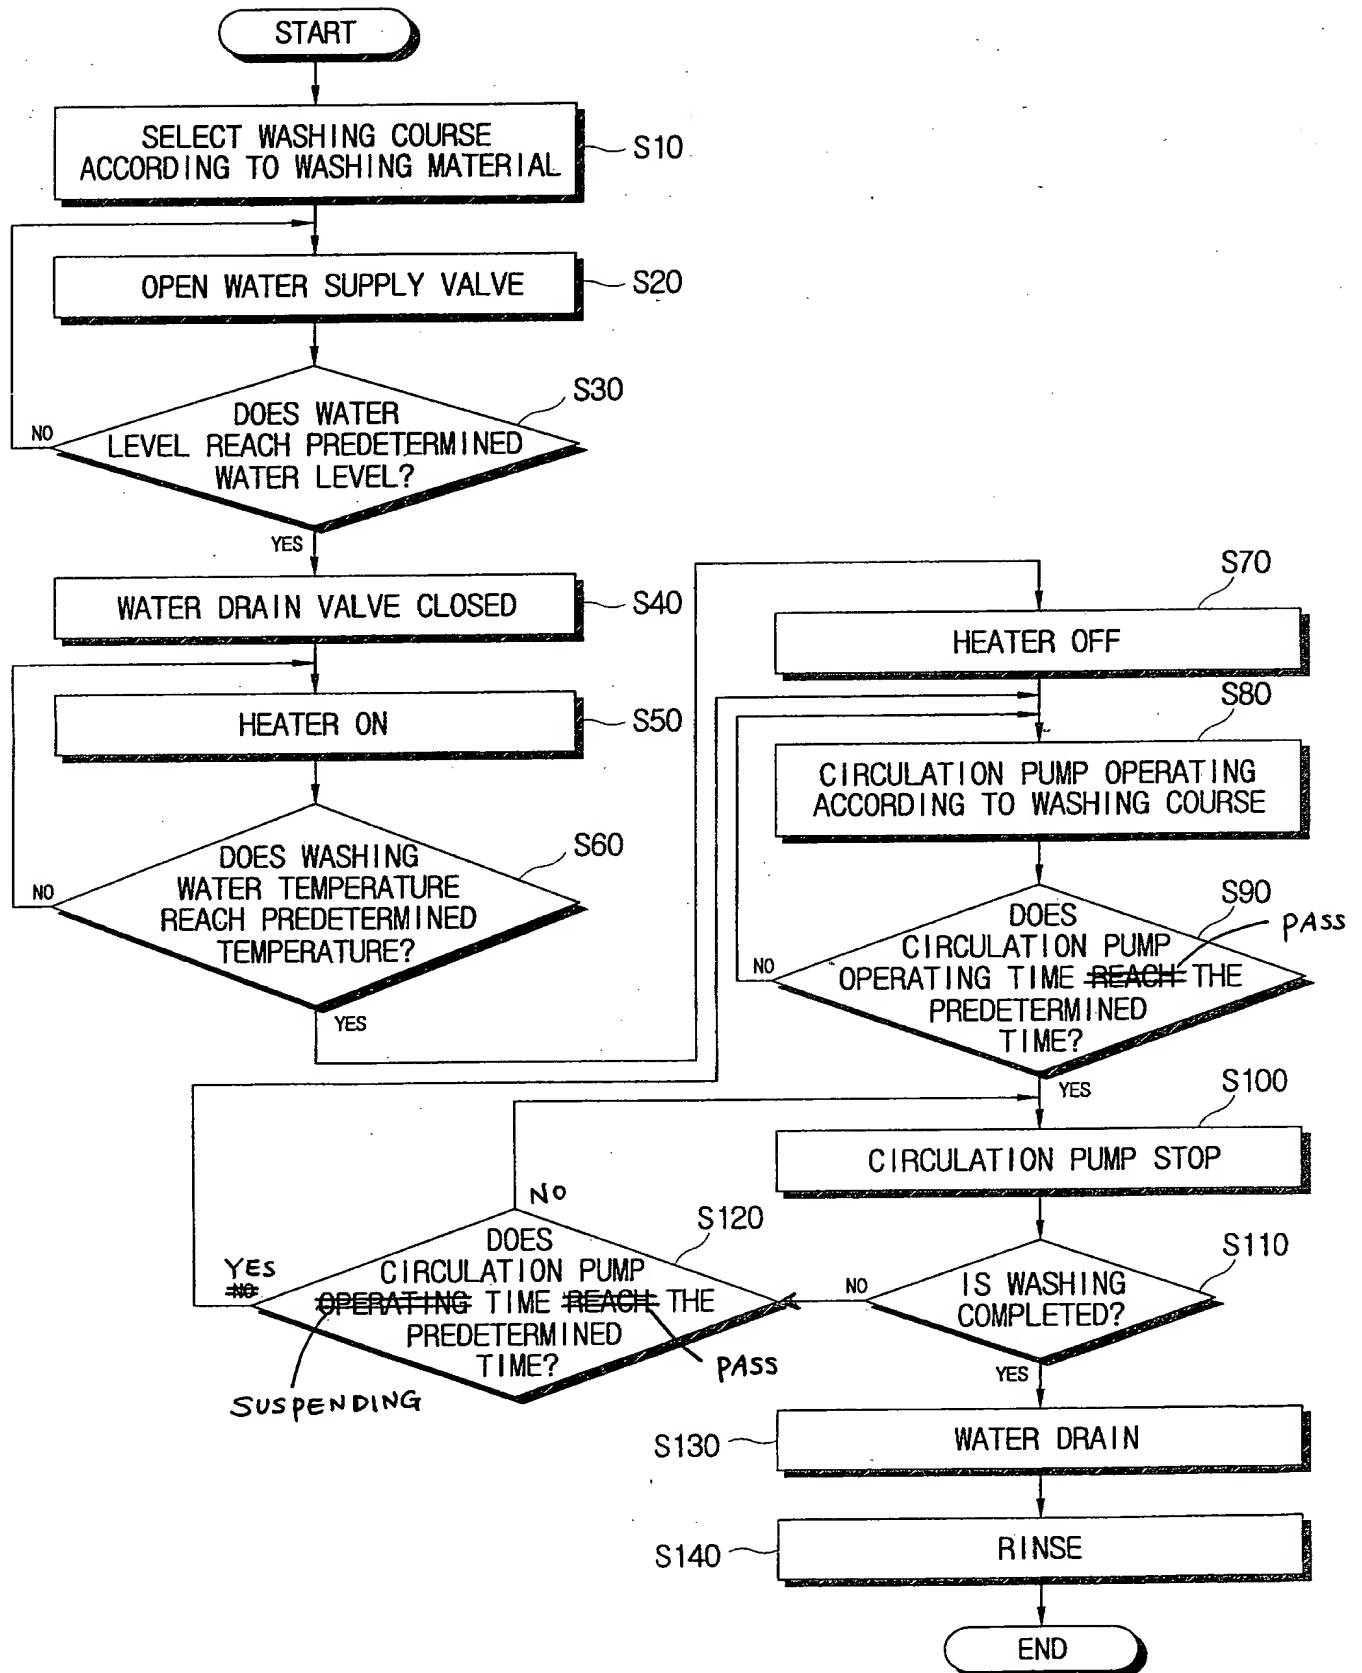 START
SELECT WASHING COURSE
ACCORDING TO WASHING MATERIAL
S10
OPEN WATER SUPPLY VALVE
S20
S30
DOES WATER
LEVEL REACH PREDETERMINED
WATER LEVEL?
NO
YES
WATER DRAIN VALVE CLOSED
S40
HEATER ON
S50
S60
DOES WASHING
WATER TEMPERATURE
REACH PREDETERMINED
TEMPERATURE?
NO
YES
S70
HEATER OFF
S80
CIRCULATION PUMP OPERATING
ACCORDING TO WASHING COURSE
S90
PASS
DOES
CIRCULATION PUMP
OPERATING TIME REACH THE
PREDETERMINED
TIME?
NO
YES
S100
CIRCULATION PUMP STOP
S110
IS WASHING
COMPLETED?
NO
YES
S120
NO
DOES
CIRCULATION PUMP
OPERATING TIME REACH THE
PREDETERMINED
TIME?
YES
NO
PASS
SUSPENDING
S130
WATER DRAIN
S140
RINSE
END